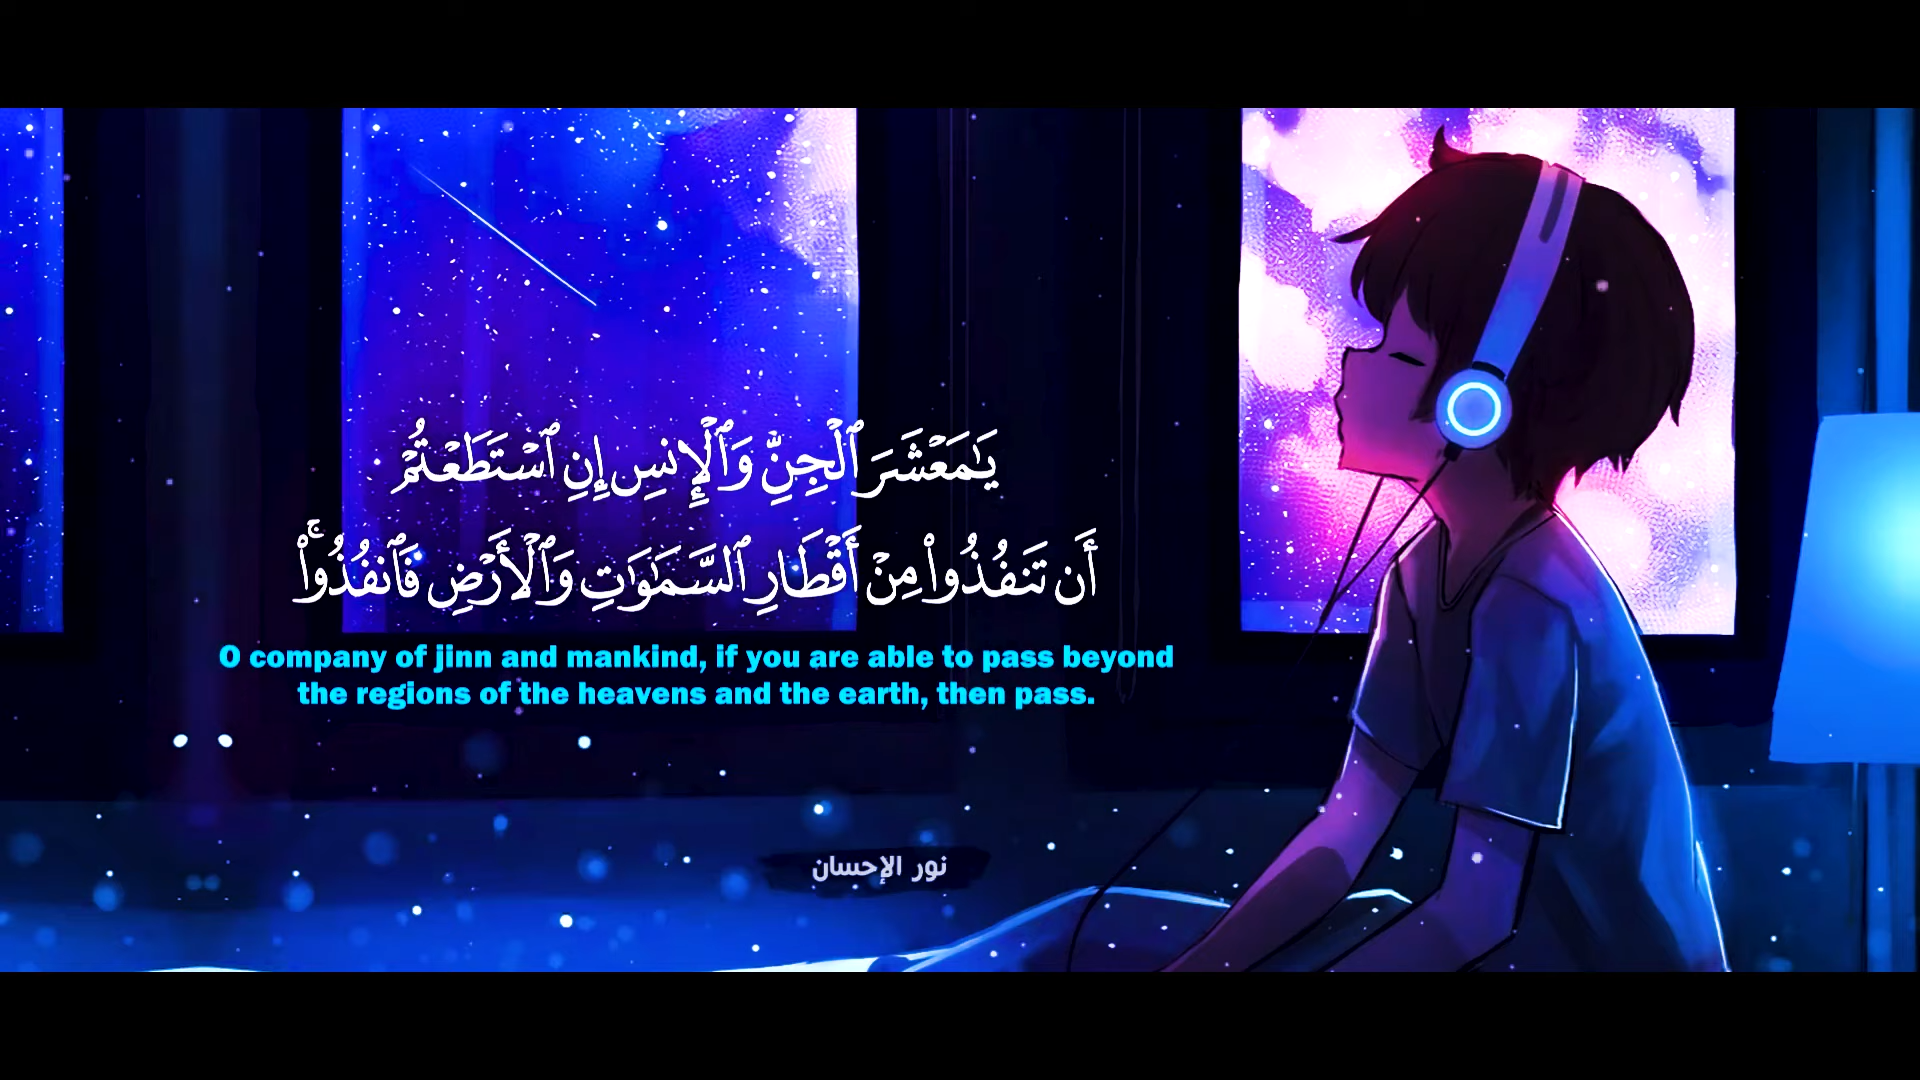 يَـٰمَعْشَرَ ٱلْجِنِّ وَٱلْإِنسِ إِنِ ٱسْتَطَعْتُمْ
أَن تَنفُذُوا۟ مِنْ أَقْطَارِ ٱلسَّمَـٰوَٰتِ وَٱلْأَرْضِ فَٱنفُذُوا۟ ۚ
O company of jinn and mankind, if you are able to pass beyond
the regions of the heavens and the earth, then pass.
نور الإحسان